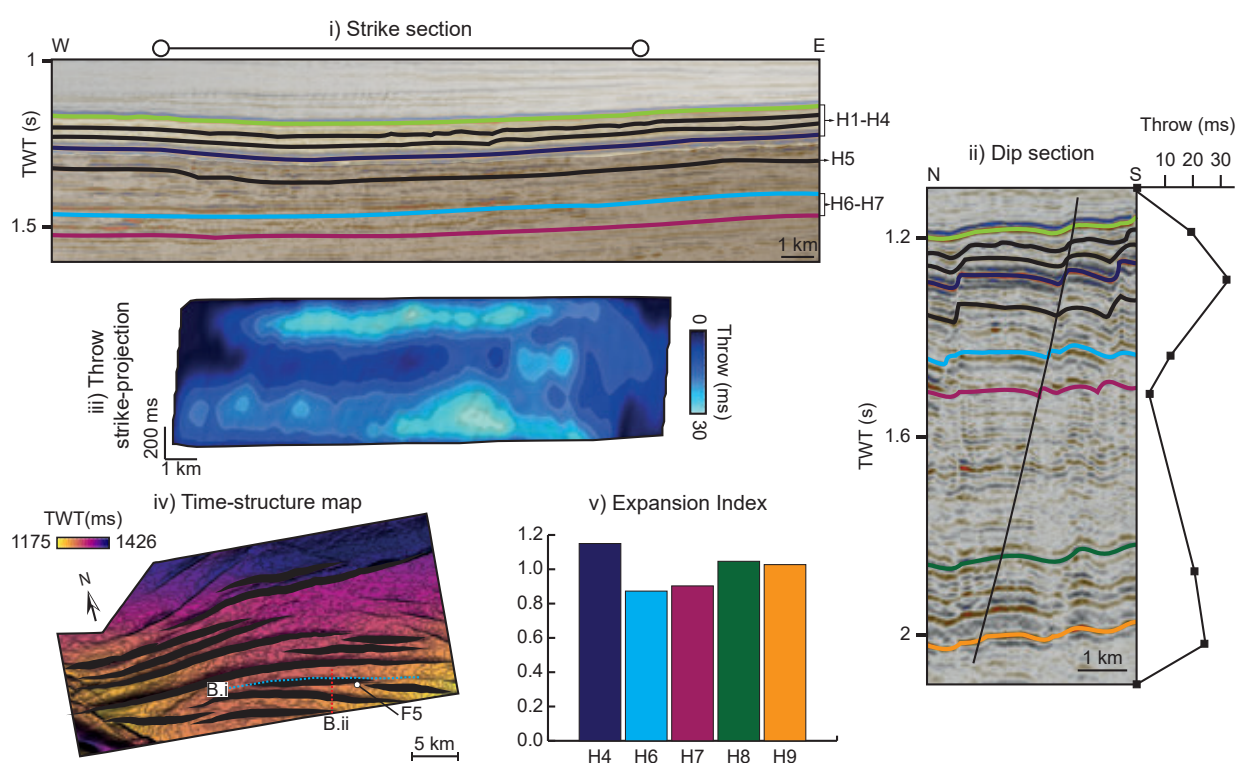 i) Strike section
W
E
1
1.5
TWT (s)
H1-H4
H5
H6-H7
1 km
ii) Dip section
Throw (ms)
10 20 30
N
S
1.2
1.6
2
TWT (s)
1 km
iii) Throw
strike-projection
200 ms
1 km
0
30
Throw (ms)
iv) Time-structure map
TWT(ms)
1175
1426
N
B.i
B.ii
F5
5 km
v) Expansion Index
1.2
1.0
0.8
0.6
0.4
0.2
0.0
H4 H6 H7 H8 H9